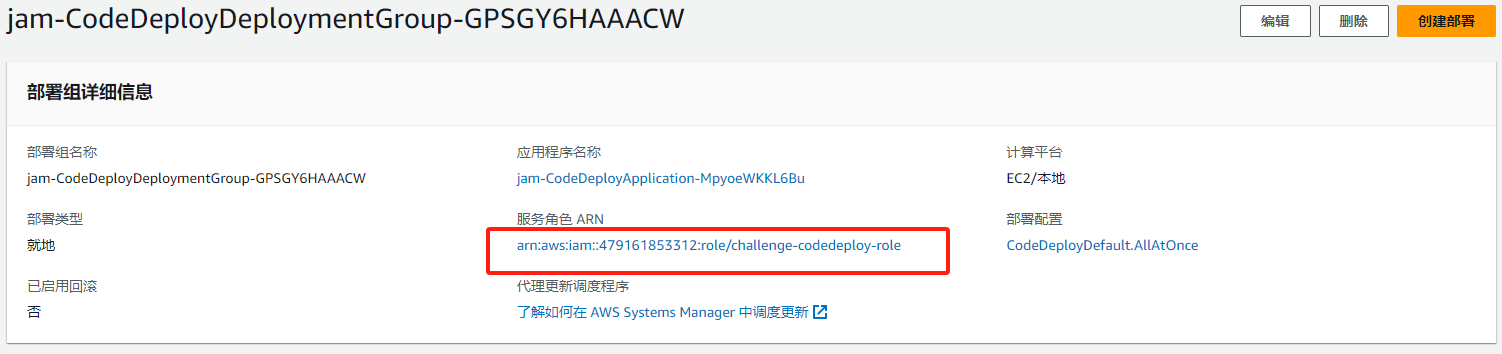 jam-CodeDeployDeploymentGroup-GPSGY6HAAACW
编辑
删除
创建部署
部署组详细信息
部署组名称
应用程序名称
计算平台
jam-CodeDeployDeploymentGroup-GPSGY6HAAACW
jam-CodeDeployApplication-MpyoeWKKL6Bu
EC2/本地
部署类型
服务角色 ARN
部署配置
就地
arn:aws:iam::479161853312:role/challenge-codedeploy-role
CodeDeployDefault.AllAtOnce
已启用回滚
代理更新调度程序
否
了解如何在 AWS Systems Manager 中调度更新